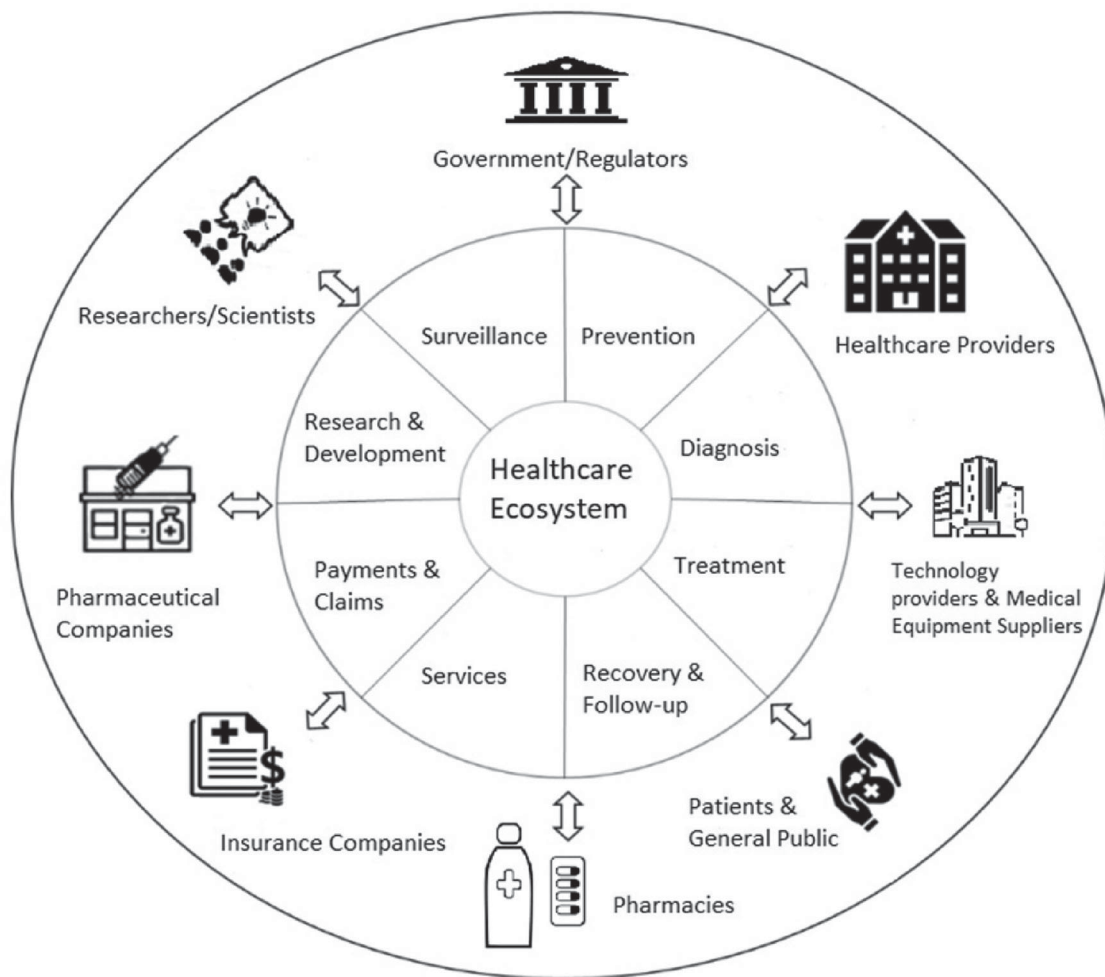 Government/Regulators
Researchers/Scientists
Healthcare Providers
Surveillance
Prevention
Research &
Development
Diagnosis
Healthcare
Ecosystem
Pharmaceutical
Companies
Payments &
Claims
Treatment
Technology
providers & Medical
Equipment Suppliers
Services
Recovery &
Follow-up
Insurance Companies
$
Patients &
General Public
Pharmacies